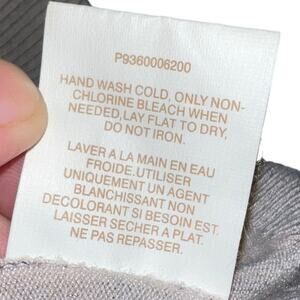 P9360006200
HAND WASH COLD, ONLY NON-
CHLORINE BLEACH WHEN
NEEDED, LAY FLAT TO DRY,
DO NOT IRON.
LAVER A LA MAIN EN EAU
FROIDE.UTILISER
UNIQUEMENT UN AGENT
BLANCHISSANT NON
DECOLORANT SI BESOIN EST.
LAISSER SECHER A PLAT.
NE PAS REPASSER.